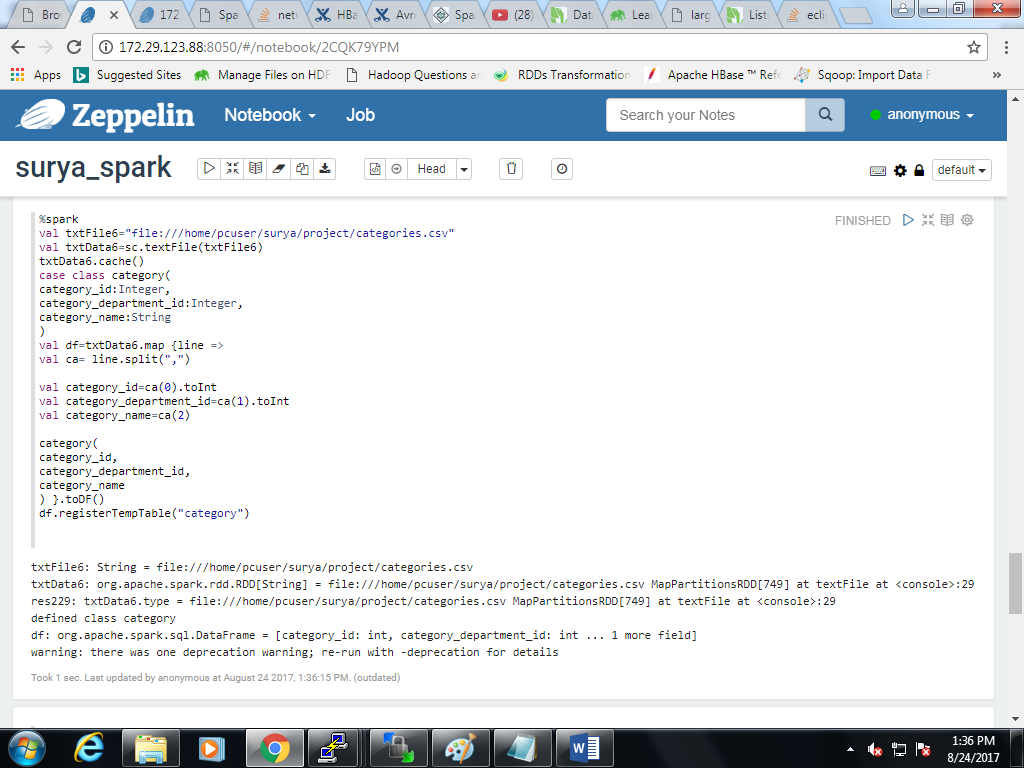 Bro
172
Spa
netv
HBa
Avro
Spa
(28)
Dat
Lea
larg
List
ecli
172.29.123.88:8050/#/notebook/2CQK79YPM
Apps Suggested Sites Manage Files on HDF Hadoop Questions an RDDs Transformation Apache HBase ™ Refe Sqoop: Import Data F »
Zeppelin Notebook Job Search your Notes anonymous
surya_spark Head default
FINISHED
%spark
val txtFile6="file:///home/pcuser/surya/project/categories.csv"
val txtData6=sc.textFile(txtFile6)
txtData6.cache()
case class category(
category_id:Integer,
category_department_id:Integer,
category_name:String
)
val df=txtData6.map {line =>
val ca= line.split(",")
val category_id=ca(0).toInt
val category_department_id=ca(1).toInt
val category_name=ca(2)
category(
category_id,
category_department_id,
category_name
) }.toDF()
df.registerTempTable("category")
txtFile6: String = file:///home/pcuser/surya/project/categories.csv
txtData6: org.apache.spark.rdd.RDD[String] = file:///home/pcuser/surya/project/categories.csv MapPartitionsRDD[749] at textFile at <console>:29
res229: txtData6.type = file:///home/pcuser/surya/project/categories.csv MapPartitionsRDD[749] at textFile at <console>:29
defined class category
df: org.apache.spark.sql.DataFrame = [category_id: int, category_department_id: int ... 1 more field]
warning: there was one deprecation warning; re-run with -deprecation for details
Took 1 sec. Last updated by anonymous at August 24 2017, 1:36:15 PM. (outdated)
1:36 PM
8/24/2017